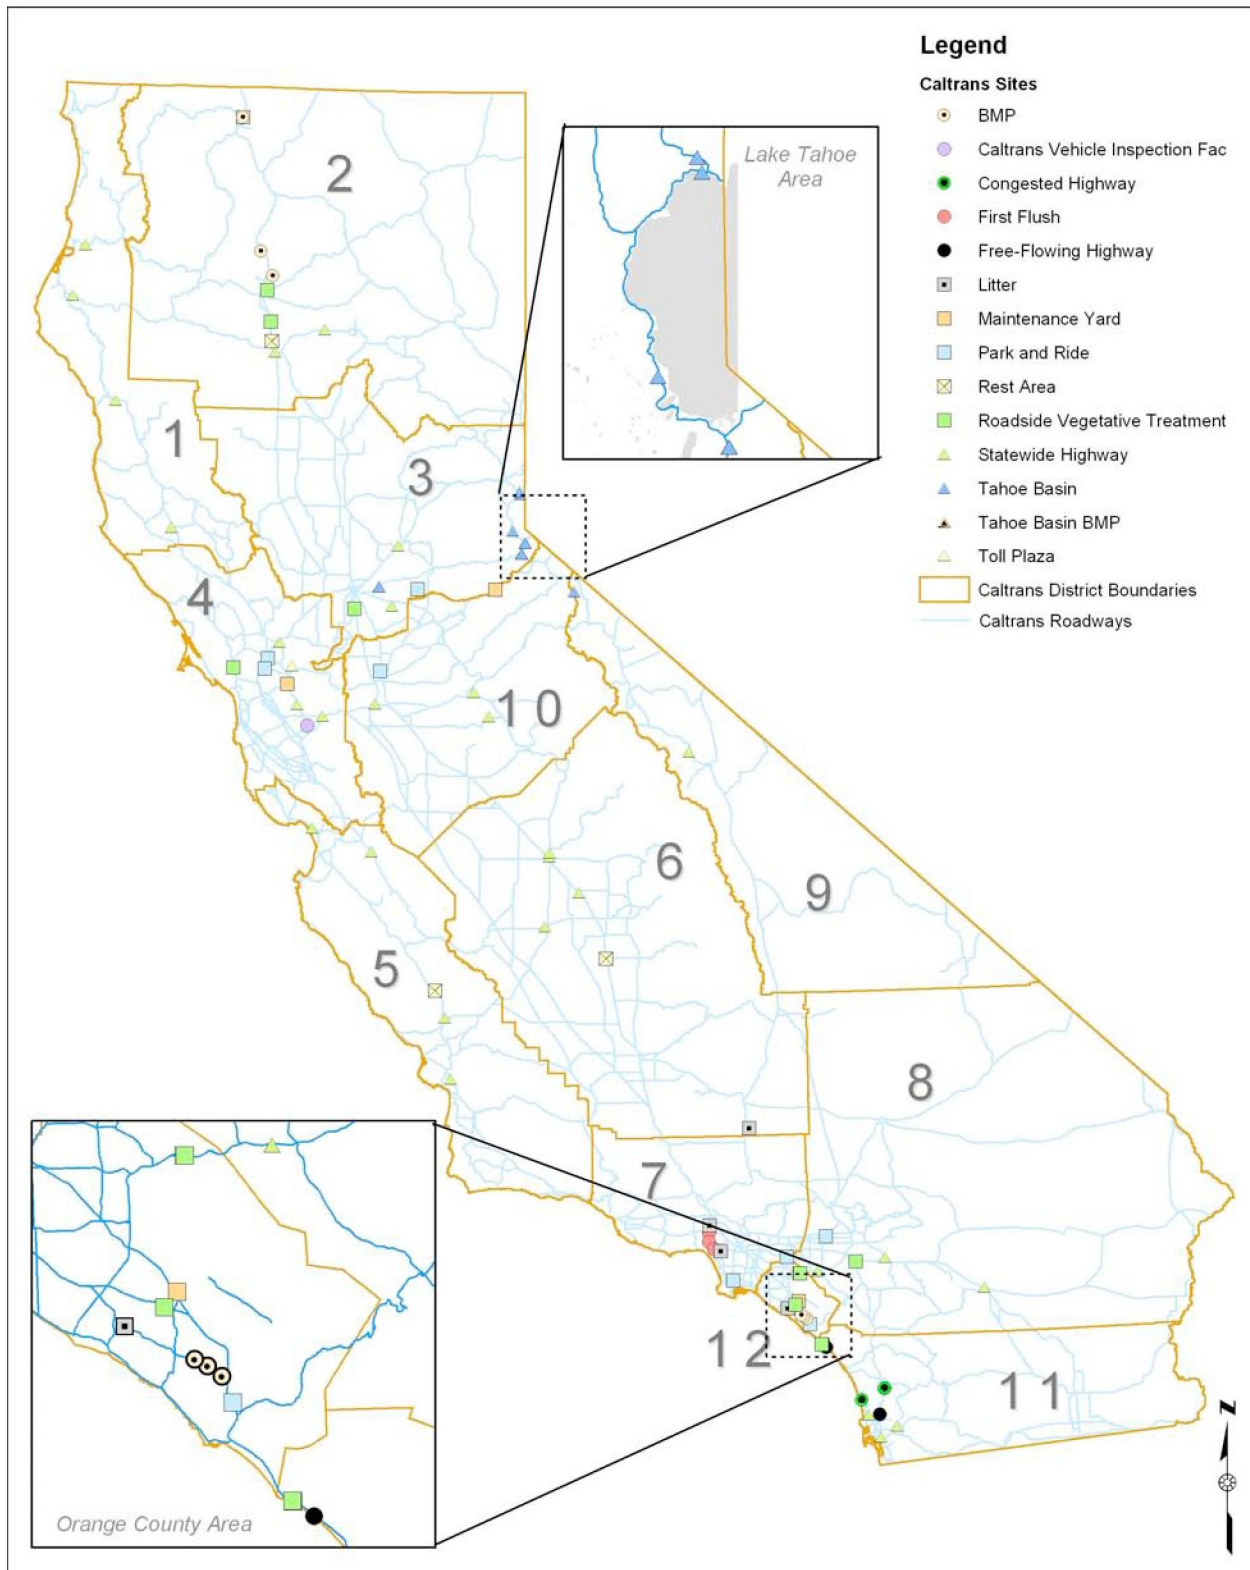 Legend
Caltrans Sites
BMP
Caltrans Vehicle Inspection Fac
Congested Highway
First Flush
Free-Flowing Highway
Litter
Maintenance Yard
Park and Ride
Rest Area
Roadside Vegetative Treatment
Statewide Highway
Tahoe Basin
Tahoe Basin BMP
Toll Plaza
Caltrans District Boundaries
Caltrans Roadways
Lake Tahoe
Area
2
1
3
4
10
6
9
5
8
7
12
11
Orange County Area
N